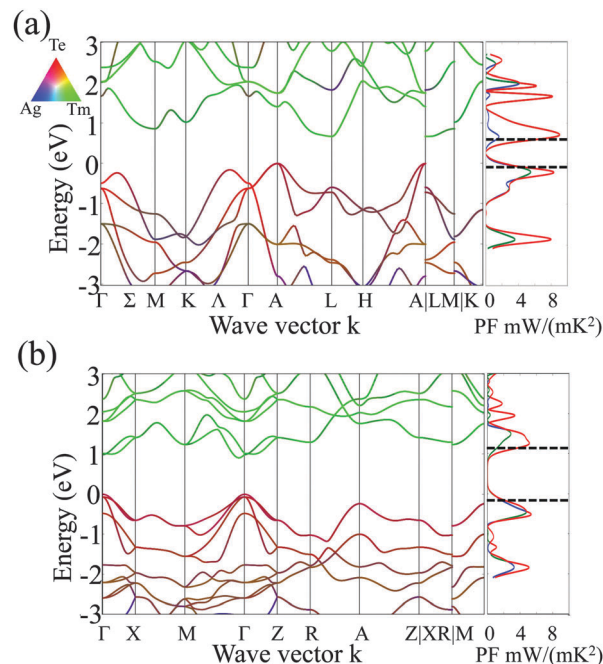 (a)
Te
Ag
Tm
Energy (eV)
3
2
1
0
-1
-2
-3
Γ Σ M K Λ Γ A L H A|LM|K
Wave vector k
0 4 8
PF mW/(mK²)
(b)
Energy (eV)
3
2
1
0
-1
-2
-3
Γ X M Γ Z R A Z|XR|M
Wave vector k
0 4 8
PF mW/(mK²)